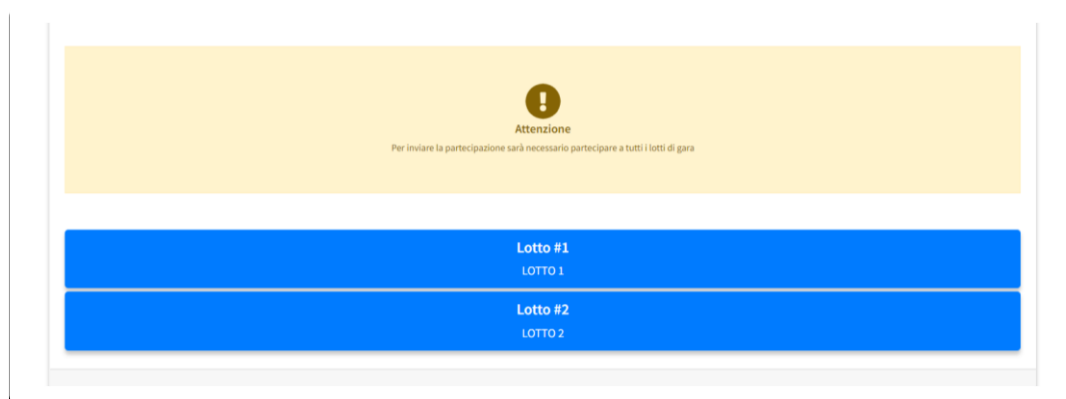 Attenzione
Per inviare la partecipazione sarà necessario partecipare a tutti i lotti di gara
Lotto #1
LOTTO 1
Lotto #2
LOTTO 2